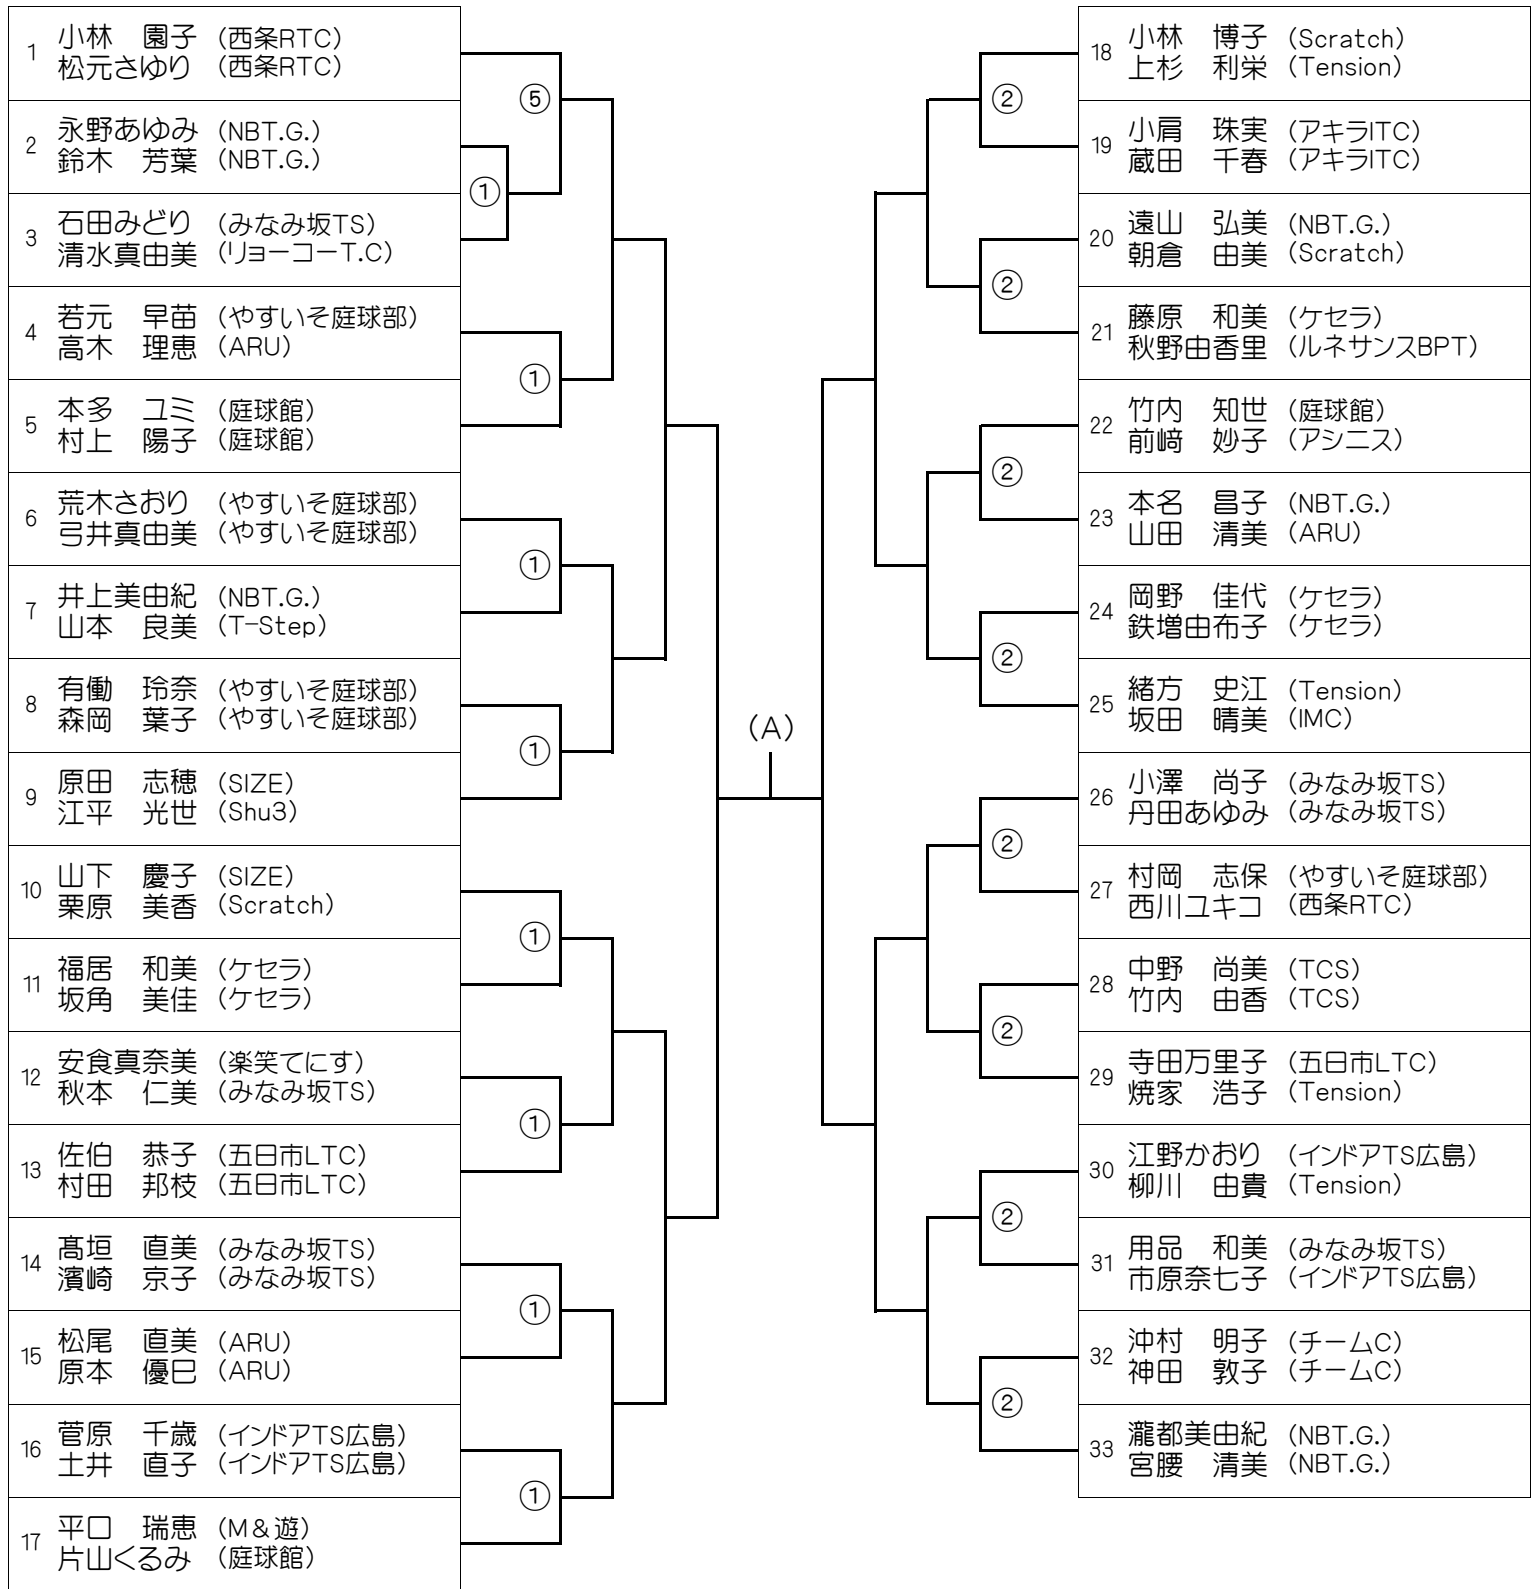 1 小林　園子 (西条RTC)
松元さゆり (西条RTC)
2 永野あゆみ (NBT.G.)
鈴木　芳葉 (NBT.G.)
3 石田みどり (みなみ坂TS)
清水真由美 (リョーコーT.C)
4 若元　早苗 (やすいそ庭球部)
高木　理恵 (ARU)
5 本多　ユミ (庭球館)
村上　陽子 (庭球館)
6 荒木さおり (やすいそ庭球部)
弓井真由美 (やすいそ庭球部)
7 井上美由紀 (NBT.G.)
山本　良美 (T-Step)
8 有働　玲奈 (やすいそ庭球部)
森岡　葉子 (やすいそ庭球部)
9 原田　志穂 (SIZE)
江平　光世 (Shu3)
10 山下　慶子 (SIZE)
栗原　美香 (Scratch)
11 福居　和美 (ケセラ)
坂角　美佳 (ケセラ)
12 安食真奈美 (楽笑てにす)
秋本　仁美 (みなみ坂TS)
13 佐伯　恭子 (五日市LTC)
村田　邦枝 (五日市LTC)
14 髙垣　直美 (みなみ坂TS)
濱崎　京子 (みなみ坂TS)
15 松尾　直美 (ARU)
原本　優巳 (ARU)
16 菅原　千歳 (インドアTS広島)
土井　直子 (インドアTS広島)
17 平口　瑞恵 (M＆遊)
片山くるみ (庭球館)
⑤
①
①
①
①
①
①
①
①
(A)
②
②
②
②
②
②
②
②
18 小林　博子 (Scratch)
上杉　利栄 (Tension)
19 小肩　珠実 (アキラITC)
蔵田　千春 (アキラITC)
20 遠山　弘美 (NBT.G.)
朝倉　由美 (Scratch)
21 藤原　和美 (ケセラ)
秋野由香里 (ルネサンスBPT)
22 竹内　知世 (庭球館)
前﨑　妙子 (アシニス)
23 本名　昌子 (NBT.G.)
山田　清美 (ARU)
24 岡野　佳代 (ケセラ)
鉄増由布子 (ケセラ)
25 緒方　史江 (Tension)
坂田　晴美 (IMC)
26 小澤　尚子 (みなみ坂TS)
丹田あゆみ (みなみ坂TS)
27 村岡　志保 (やすいそ庭球部)
西川ユキコ (西条RTC)
28 中野　尚美 (TCS)
竹内　由香 (TCS)
29 寺田万里子 (五日市LTC)
焼家　浩子 (Tension)
30 江野かおり (インドアTS広島)
柳川　由貴 (Tension)
31 用品　和美 (みなみ坂TS)
市原奈七子 (インドアTS広島)
32 沖村　明子 (チームC)
神田　敦子 (チームC)
33 瀧都美由紀 (NBT.G.)
宮腰　清美 (NBT.G.)